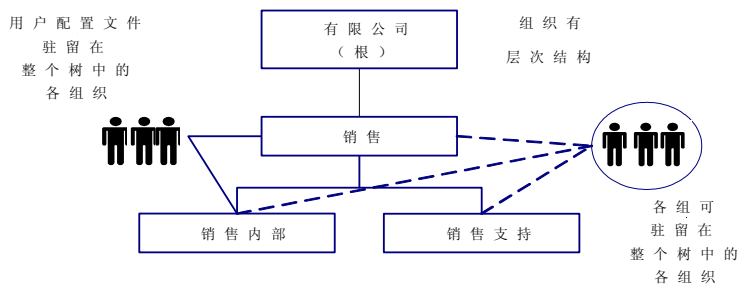 用户配置文件
驻留在
整个树中的
各组织
有限公司
（根）
组织有
层次结构
销售
销售内部
销售支持
各组可
驻留在
整个树中的
各组织